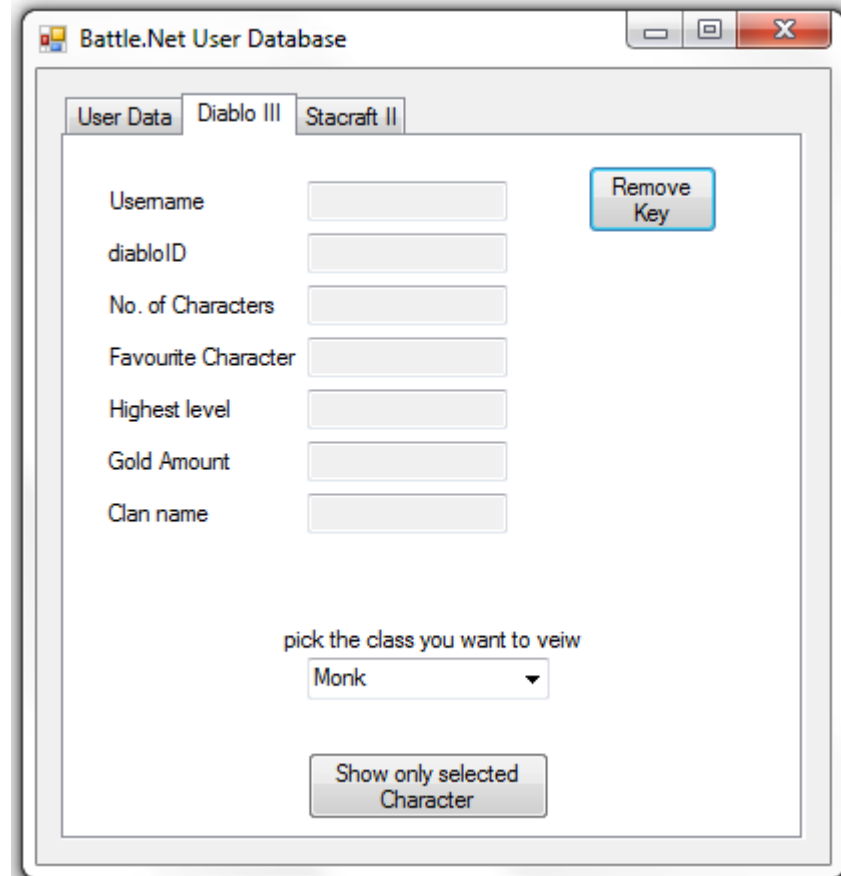 Battle.Net User Database
User Data
Diablo III
Stacraft II
Username
Remove
Key
diabloID
No. of Characters
Favourite Character
Highest level
Gold Amount
Clan name
pick the class you want to veiw
Monk
Show only selected
Character